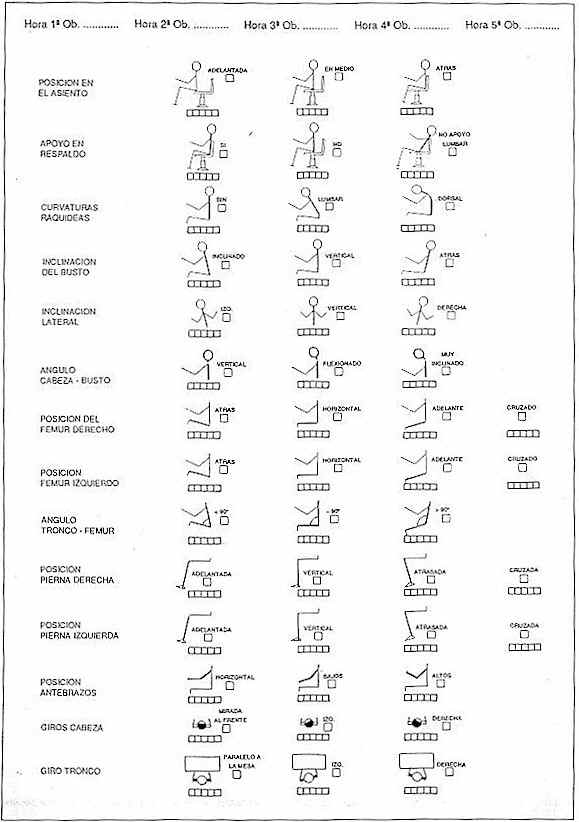 Hora 1ª Ob. ............ Hora 2ª Ob. ............ Hora 3ª Ob. ............ Hora 4ª Ob. ............ Hora 5ª Ob. ............
POSICION EN EL ASIENTO
ADELANTADA
EN MEDIO
ATRAS
APOYO EN RESPALDO
SI
NO
NO APOYO LUMBAR
CURVATURAS RAQUIDEAS
SIN
LUMBAR
DORSAL
INCLINACION DEL BUSTO
INCLINADO
VERTICAL
ATRAS
INCLINACION LATERAL
IZQ.
VERTICAL
DERECHA
ANGULO CABEZA - BUSTO
VERTICAL
FLEXIONADO
MUY INCLINADO
POSICION DEL FEMUR DERECHO
ATRAS
HORIZONTAL
ADELANTE
CRUZADO
POSICION FEMUR IZQUIERDO
ATRAS
HORIZONTAL
ADELANTE
CRUZADO
ANGULO TRONCO - FEMUR
90º
90º
POSICION PIERNA DERECHA
ADELANTADA
VERTICAL
ATRASADA
CRUZADA
POSICION PIERNA IZQUIERDA
ADELANTADA
VERTICAL
ATRASADA
CRUZADA
POSICION ANTEBRAZOS
HORIZONTAL
BAJOS
ALTOS
GIROS CABEZA
MIRADA AL FRENTE
IZQ.
DERECHA
GIRO TRONCO
PARALELO A LA MESA
IZQ.
DERECHA